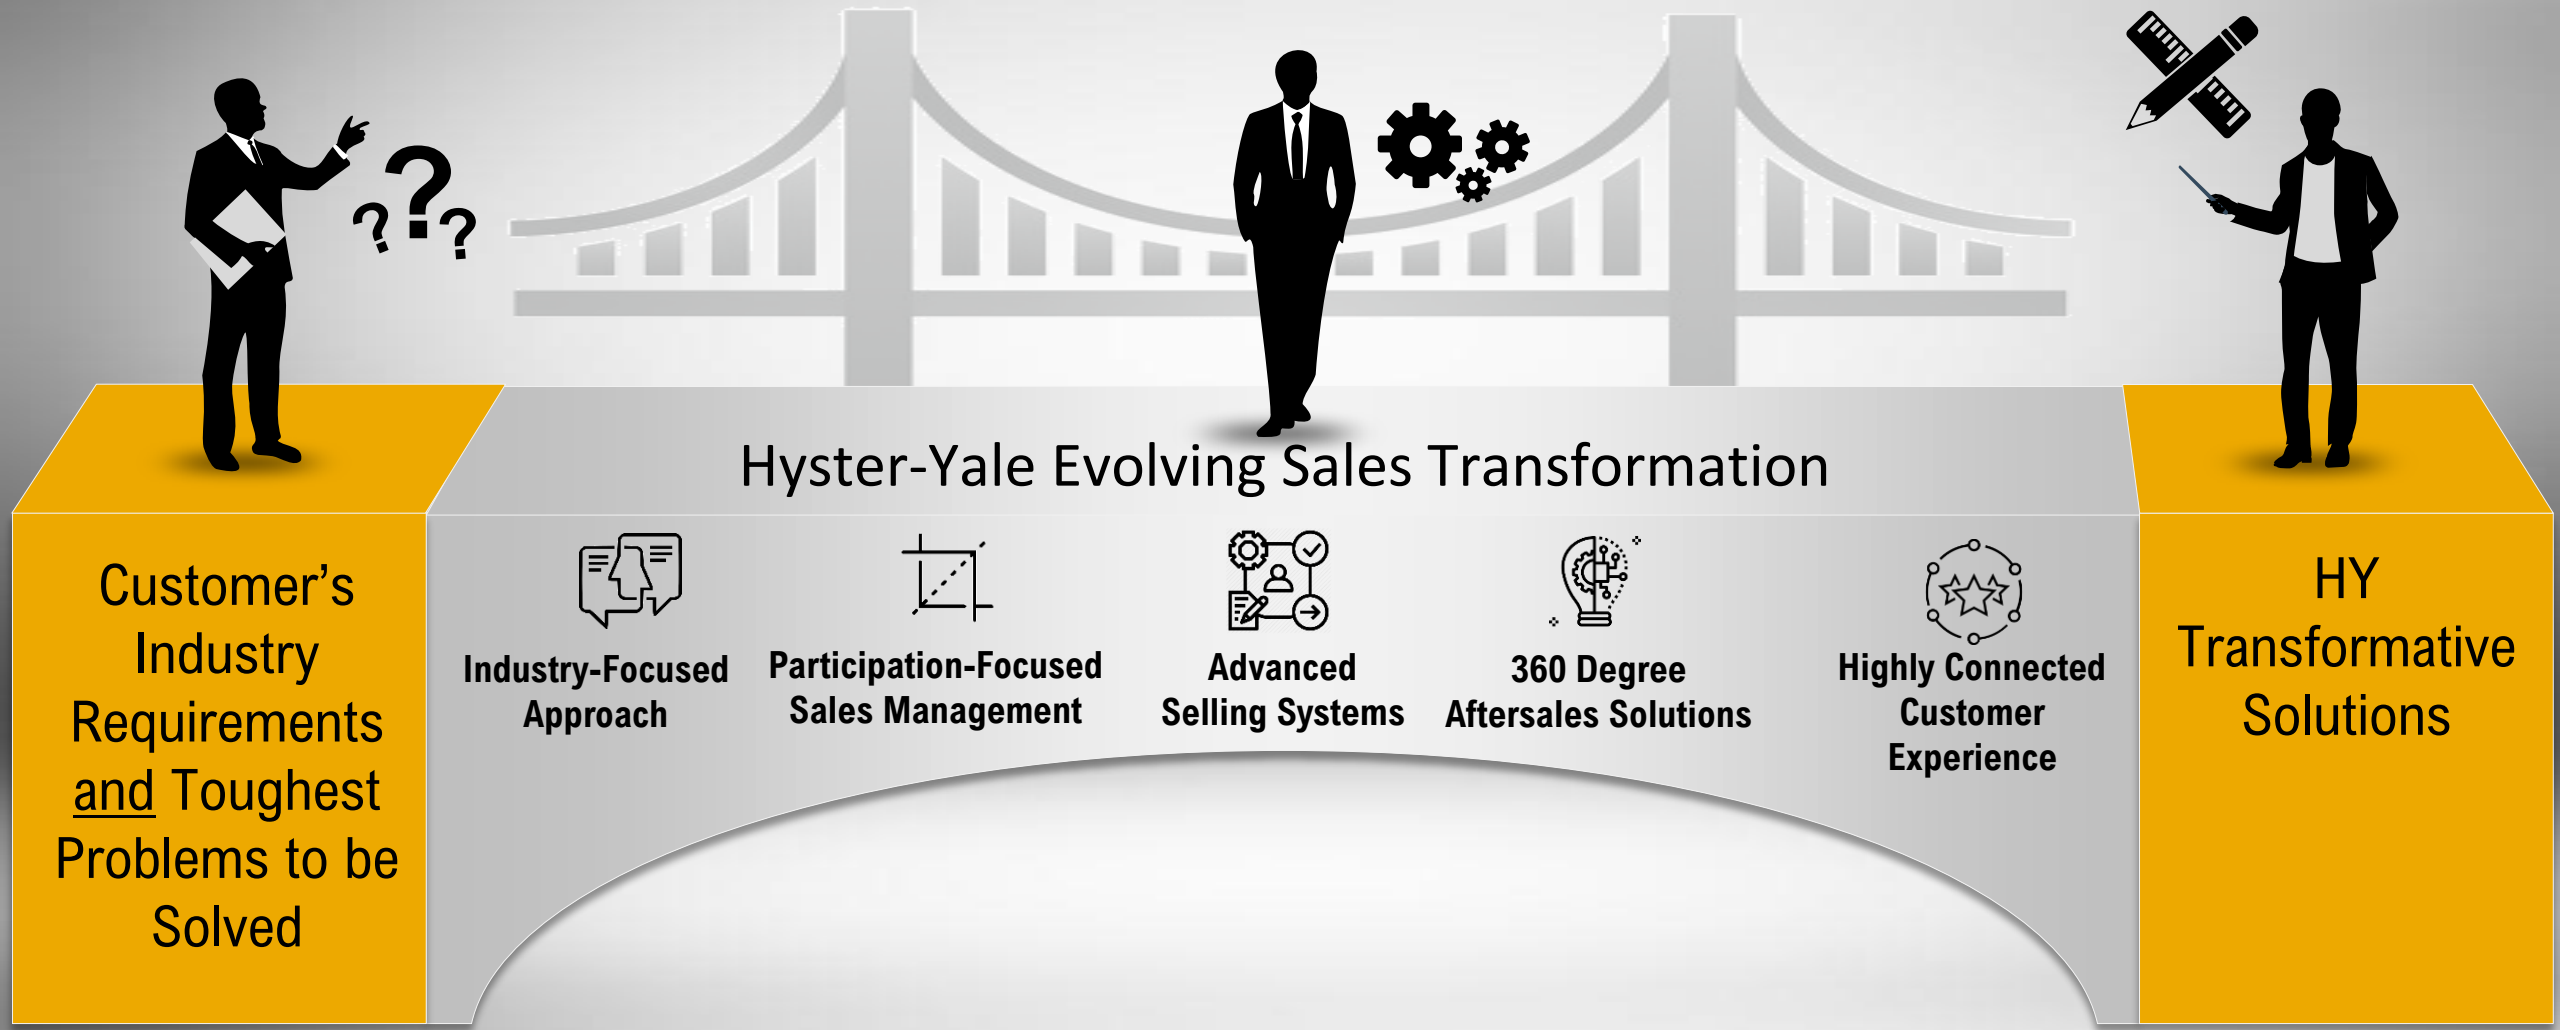 ? ? ?
Hyster-Yale Evolving Sales Transformation
Customer’s
Industry
Requirements
and Toughest
Problems to be
Solved
Industry-Focused
Approach
Participation-Focused
Sales Management
Advanced
Selling Systems
360 Degree
Aftersales Solutions
Highly Connected
Customer
Experience
HY
Transformative
Solutions